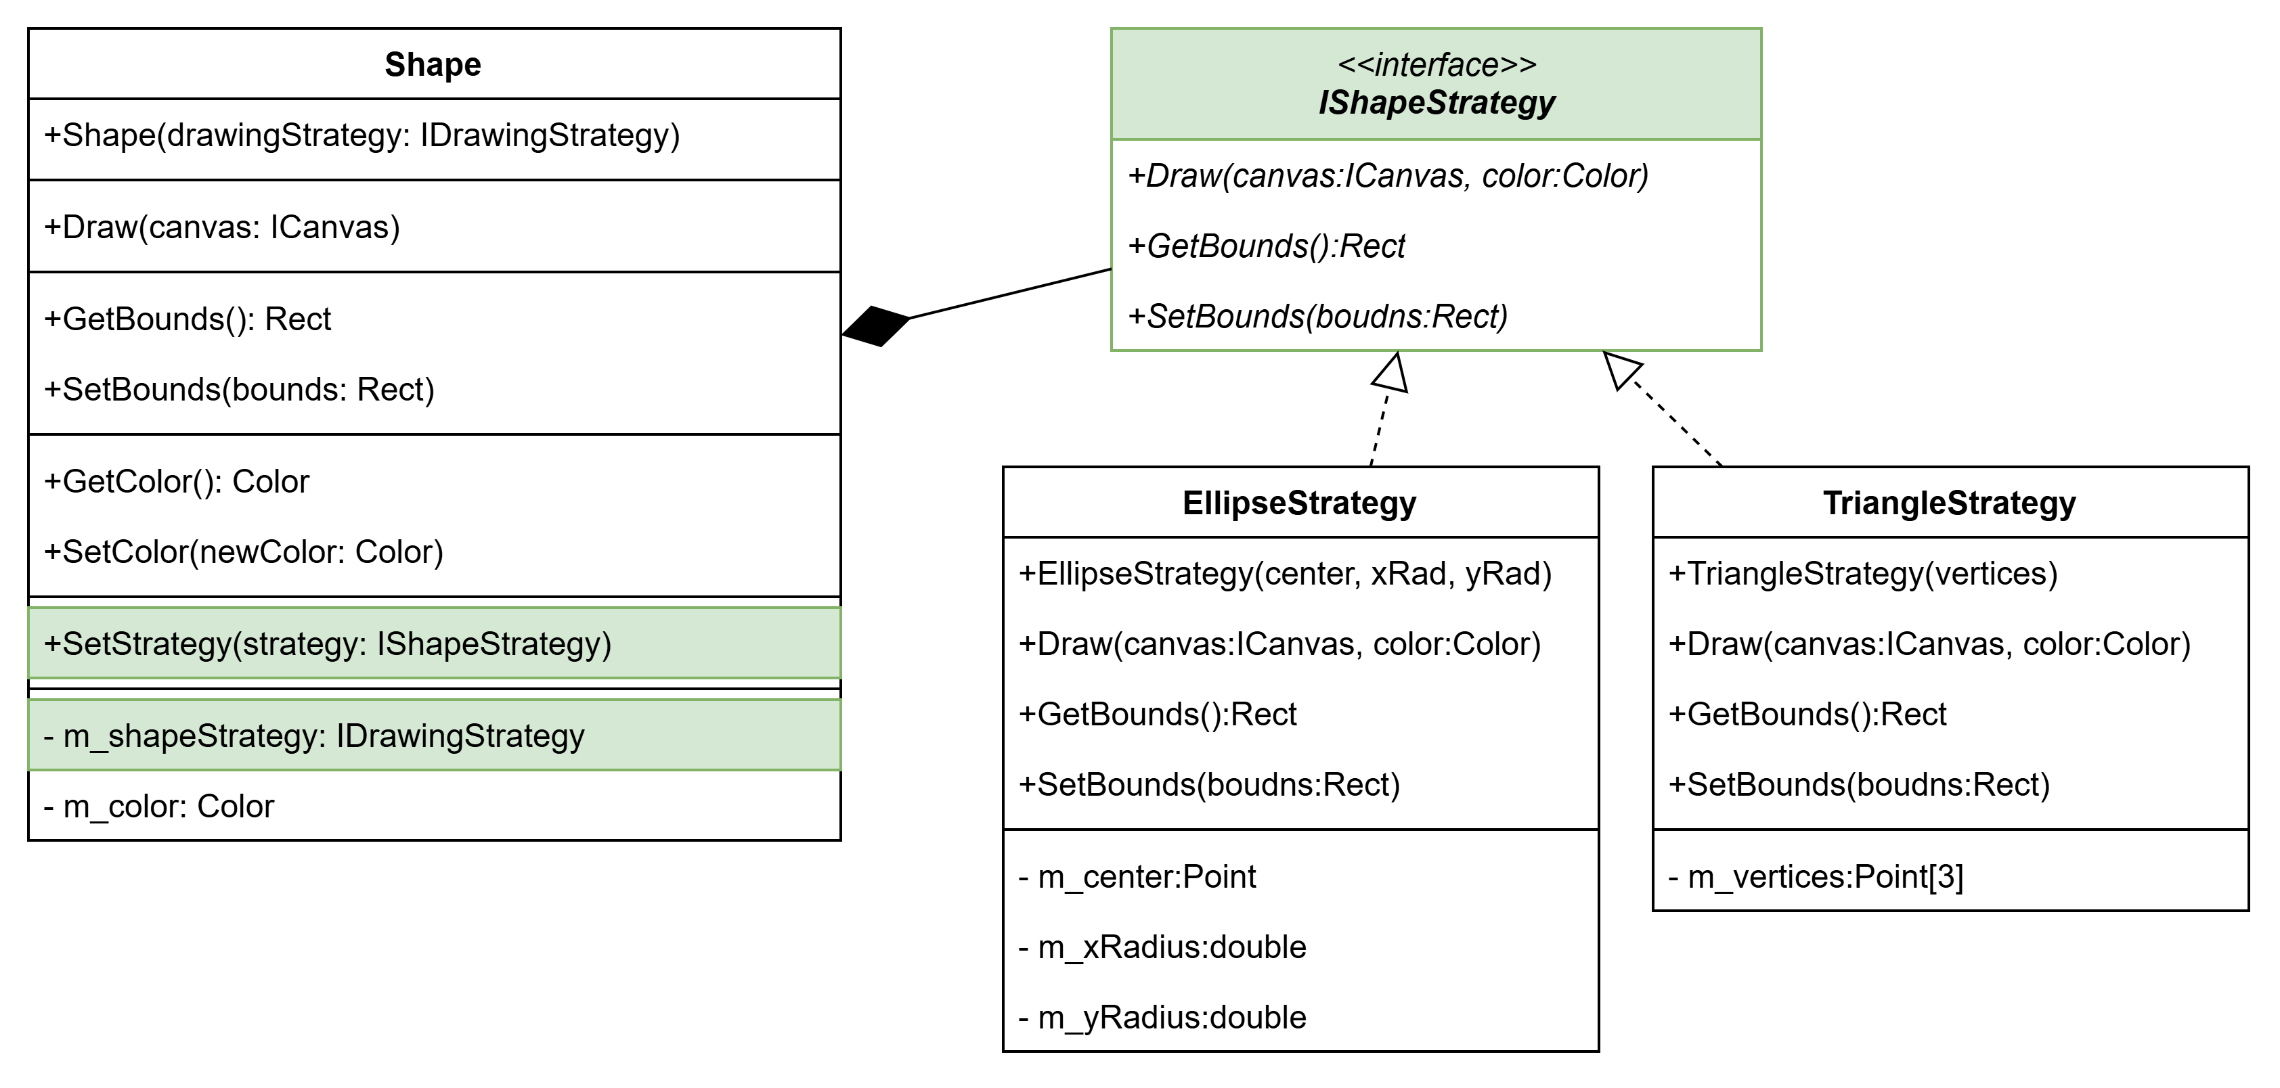 Shape
+Shape(drawingStrategy: IDrawingStrategy)
+Draw(canvas: ICanvas)
+GetBounds(): Rect
+SetBounds(bounds: Rect)
+GetColor(): Color
+SetColor(newColor: Color)
+SetStrategy(strategy: IShapeStrategy)
- m_shapeStrategy: IDrawingStrategy
- m_color: Color
<<interface>>
IShapeStrategy
+Draw(canvas:ICanvas, color:Color)
+GetBounds():Rect
+SetBounds(boudns:Rect)
EllipseStrategy
+EllipseStrategy(center, xRad, yRad)
+Draw(canvas:ICanvas, color:Color)
+GetBounds():Rect
+SetBounds(boudns:Rect)
- m_center:Point
- m_xRadius:double
- m_yRadius:double
TriangleStrategy
+TriangleStrategy(vertices)
+Draw(canvas:ICanvas, color:Color)
+GetBounds():Rect
+SetBounds(boudns:Rect)
- m_vertices:Point[3]